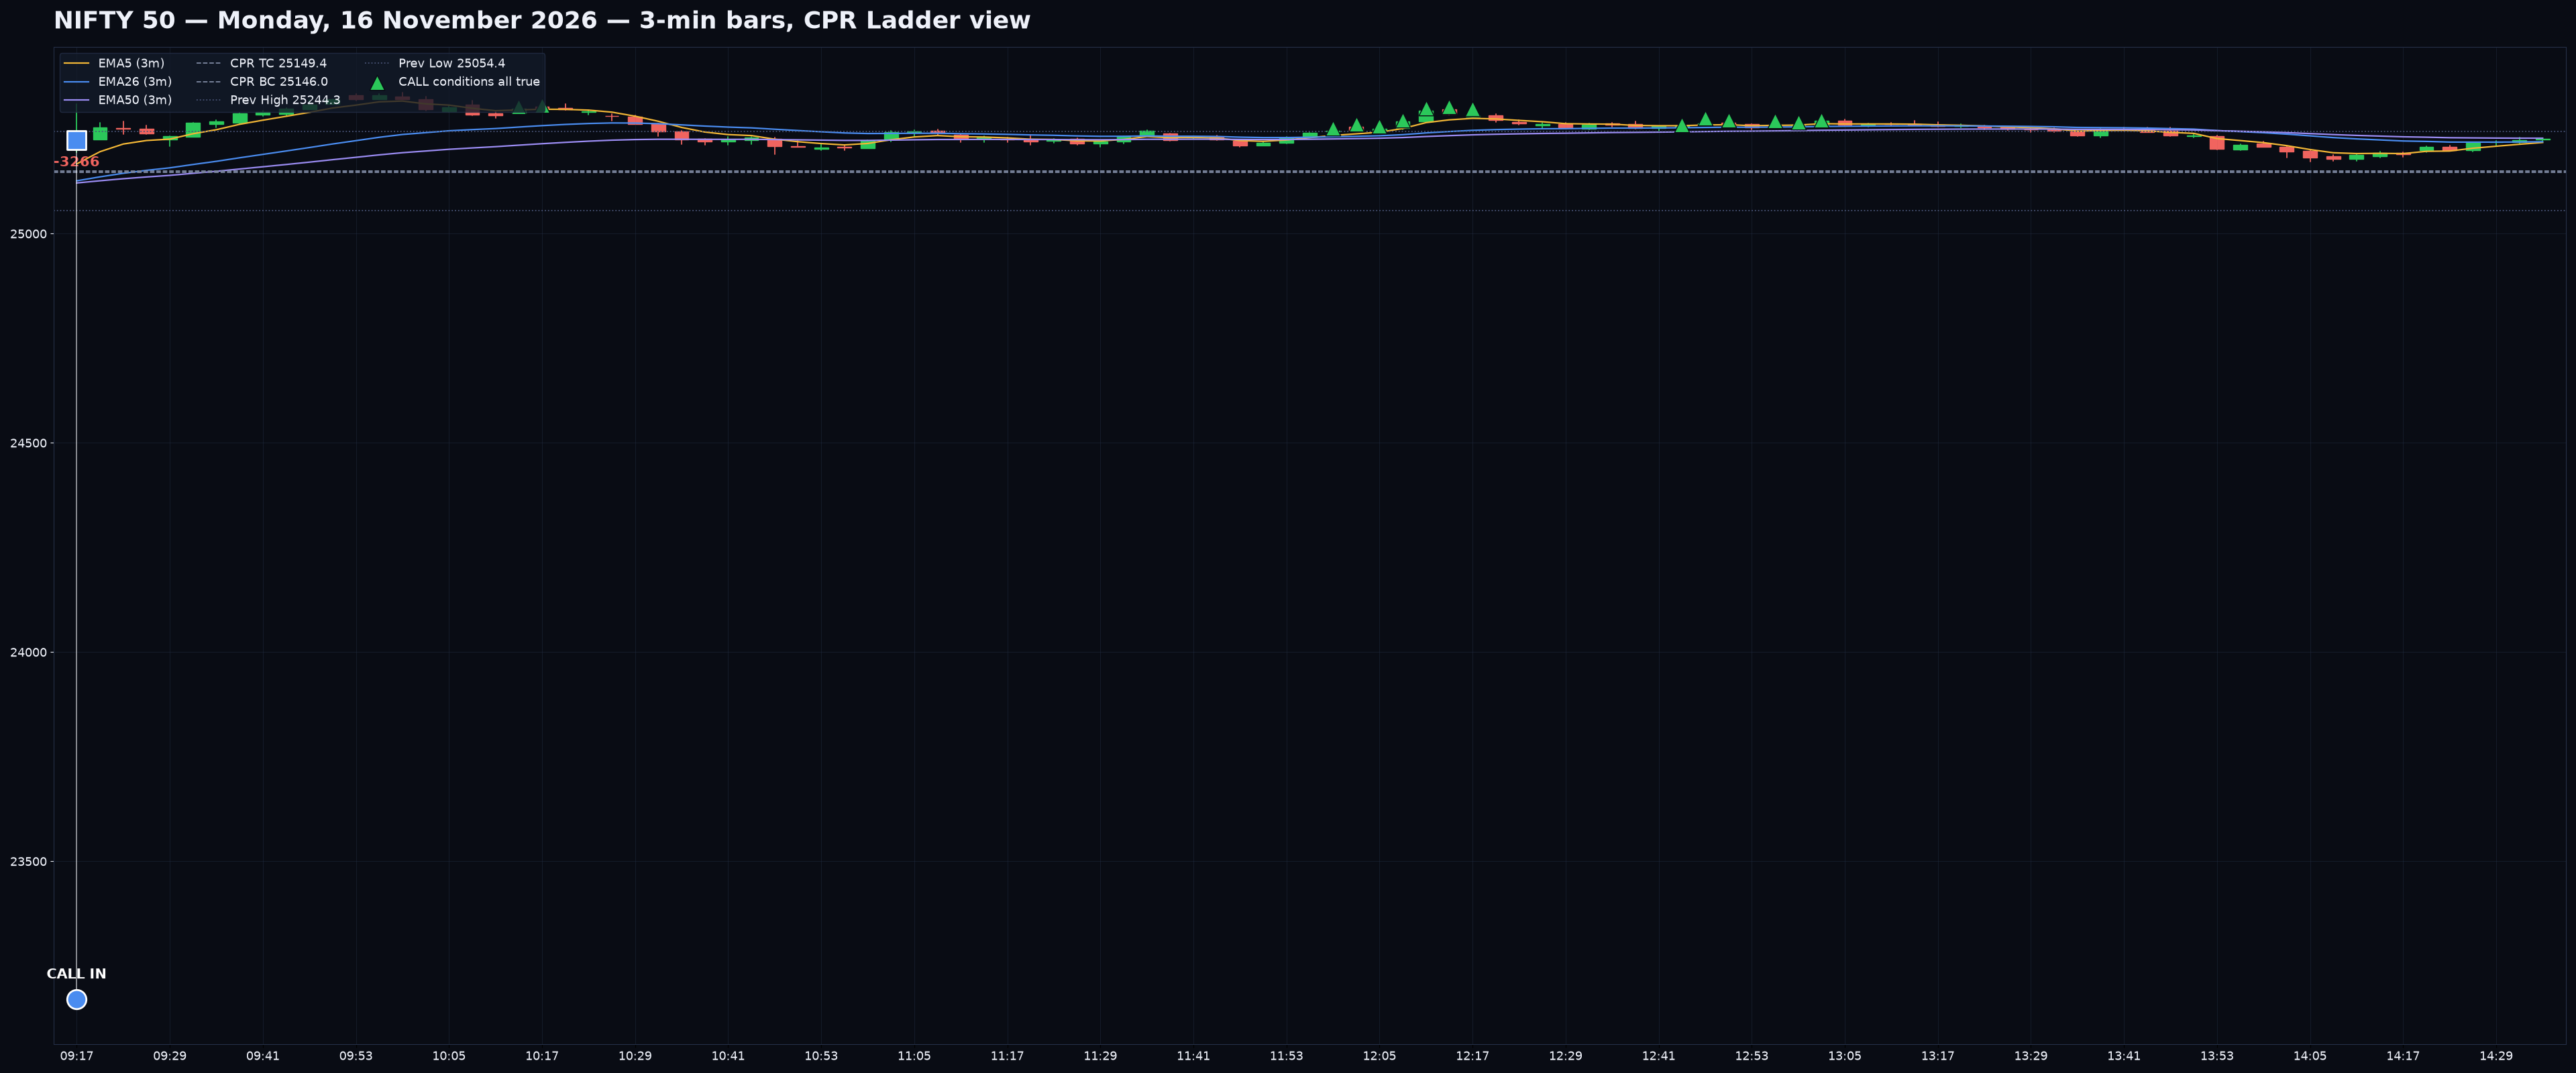 NIFTY 50 — Monday, 16 November 2026 — 3-min bars, CPR Ladder view
EMA5 (3m) CPR TC 25149.4 Prev Low 25054.4
EMA26 (3m) CPR BC 25146.0 CALL conditions all true
EMA50 (3m) Prev High 25244.3
-3266
25000
24500
24000
23500
CALL IN
09:17 09:29 09:41 09:53 10:05 10:17 10:29 10:41 10:53 11:05 11:17 11:29 11:41 11:53 12:05 12:17 12:29 12:41 12:53 13:05 13:17 13:29 13:41 13:53 14:05 14:17 14:29